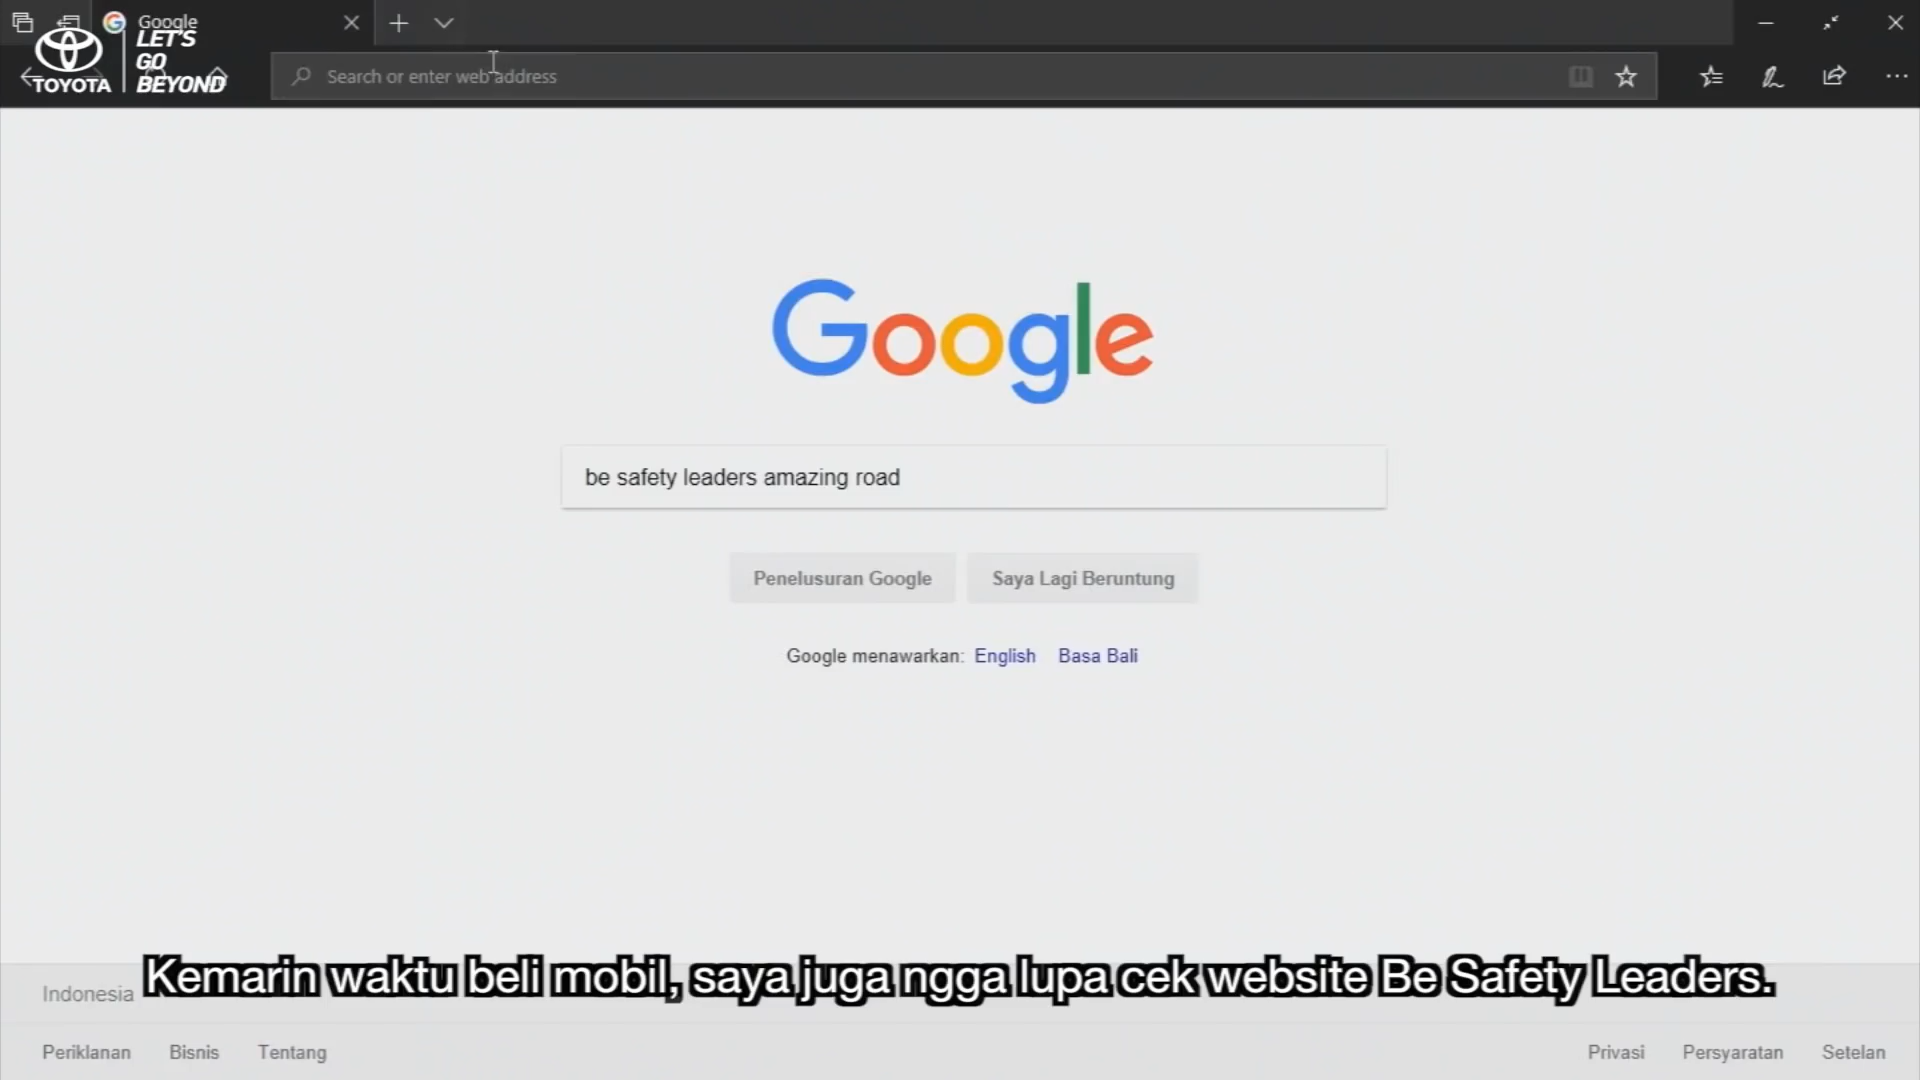 Google
TOYOTA
LET'S
GO
BEYOND
Search or enter web address
Google
be safety leaders amazing road
Penelusuran Google
Saya Lagi Beruntung
Google menawarkan: English Basa Bali
Indonesia
Kemarin waktu beli mobil, saya juga ngga lupa cek website Be Safety Leaders.
Periklanan Bisnis Tentang
Privasi Persyaratan Setelan